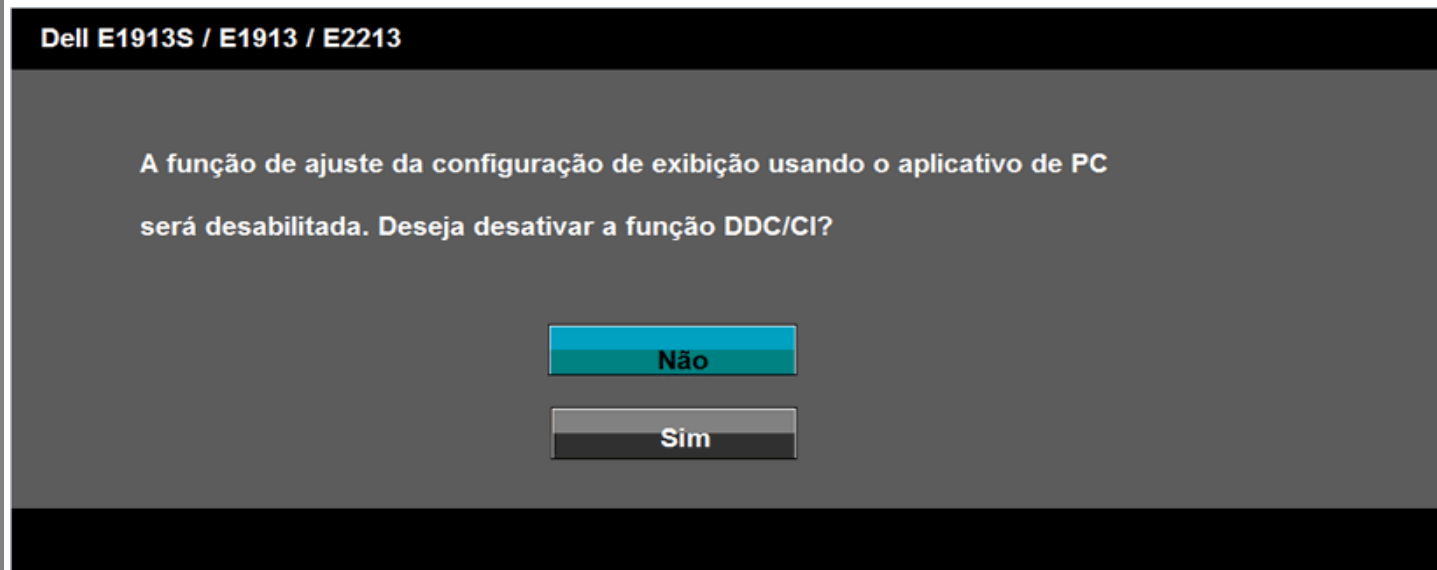 Dell E1913S / E1913 / E2213
A função de ajuste da configuração de exibição usando o aplicativo de PC
será desabilitada. Deseja desativar a função DDC/CI?
Não
Sim